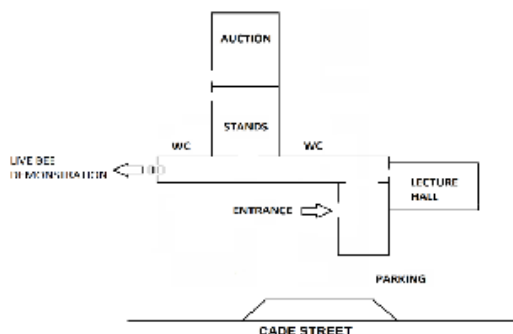 AUCTION
STANDS
WC
WC
LIVE BEE
DEMONSTRATION
LECTURE
HALL
ENTRANCE
PARKING
CADE STREET